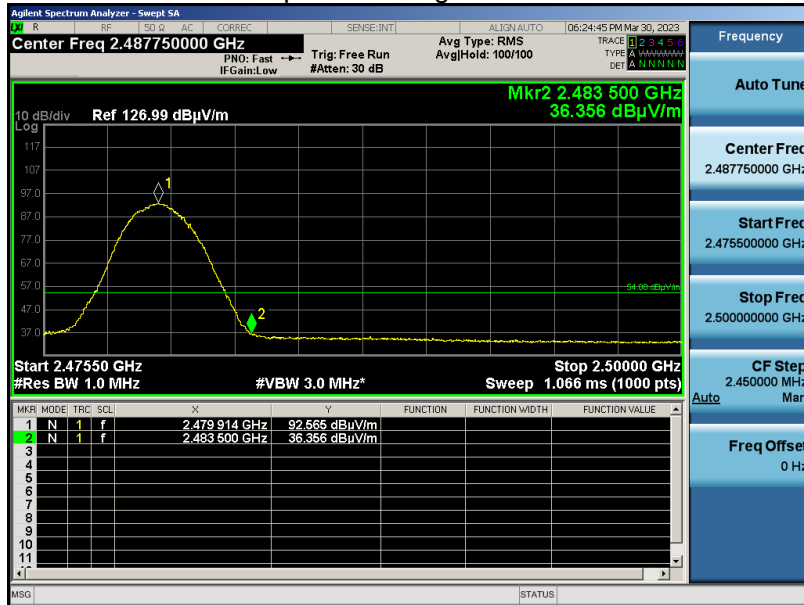 Agilent Spectrum Analyzer - Swept SA
LXI R RF 50 Ω AC CORREC SENSE:INT ALIGN AUTO 06:24:45 PM Mar 30, 2023
Center Freq 2.487750000 GHz
PNO: Fast
IFGain:Low
Trig: Free Run
#Atten: 30 dB
Avg Type: RMS
Avg|Hold: 100/100
TRACE 1 2 3 4 5 6
TYPE A
DET A N N N N N
Mkr2 2.483 500 GHz
36.356 dBµV/m
10 dB/div Ref 126.99 dBµV/m
Log
117
107
97.0
87.0
77.0
67.0
57.0
47.0
37.0
1
2
54.00 dBµV/m
Start 2.47550 GHz Stop 2.50000 GHz
#Res BW 1.0 MHz #VBW 3.0 MHz* Sweep 1.066 ms (1000 pts)
MKR MODE TRC SCL X Y FUNCTION FUNCTION WIDTH FUNCTION VALUE
1 N 1 f 2.479 914 GHz 92.565 dBµV/m
2 N 1 f 2.483 500 GHz 36.356 dBµV/m
3
4
5
6
7
8
9
10
11
MSG STATUS
Frequency
Auto Tune
Center Freq
2.487750000 GHz
Start Freq
2.475500000 GHz
Stop Freq
2.500000000 GHz
CF Step
2.450000 MHz
Auto Man
Freq Offset
0 Hz